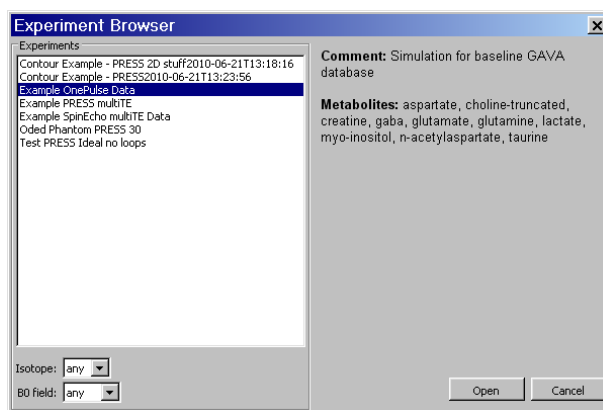 Experiment Browser
Experiments
Contour Example - PRESS 2D stuff2010-06-21T13:18:16
Contour Example - PRESS2010-06-21T13:23:56
Example OnePulse Data
Example PRESS multiTE
Example SpinEcho multiTE Data
Oded Phantom PRESS 30
Test PRESS Ideal no loops
Comment: Simulation for baseline GAVA
database
Metabolites: aspartate, choline-truncated,
creatine, gaba, glutamate, glutamine, lactate,
myo-inositol, n-acetylaspartate, taurine
Isotope: any
B0 field: any
Open
Cancel